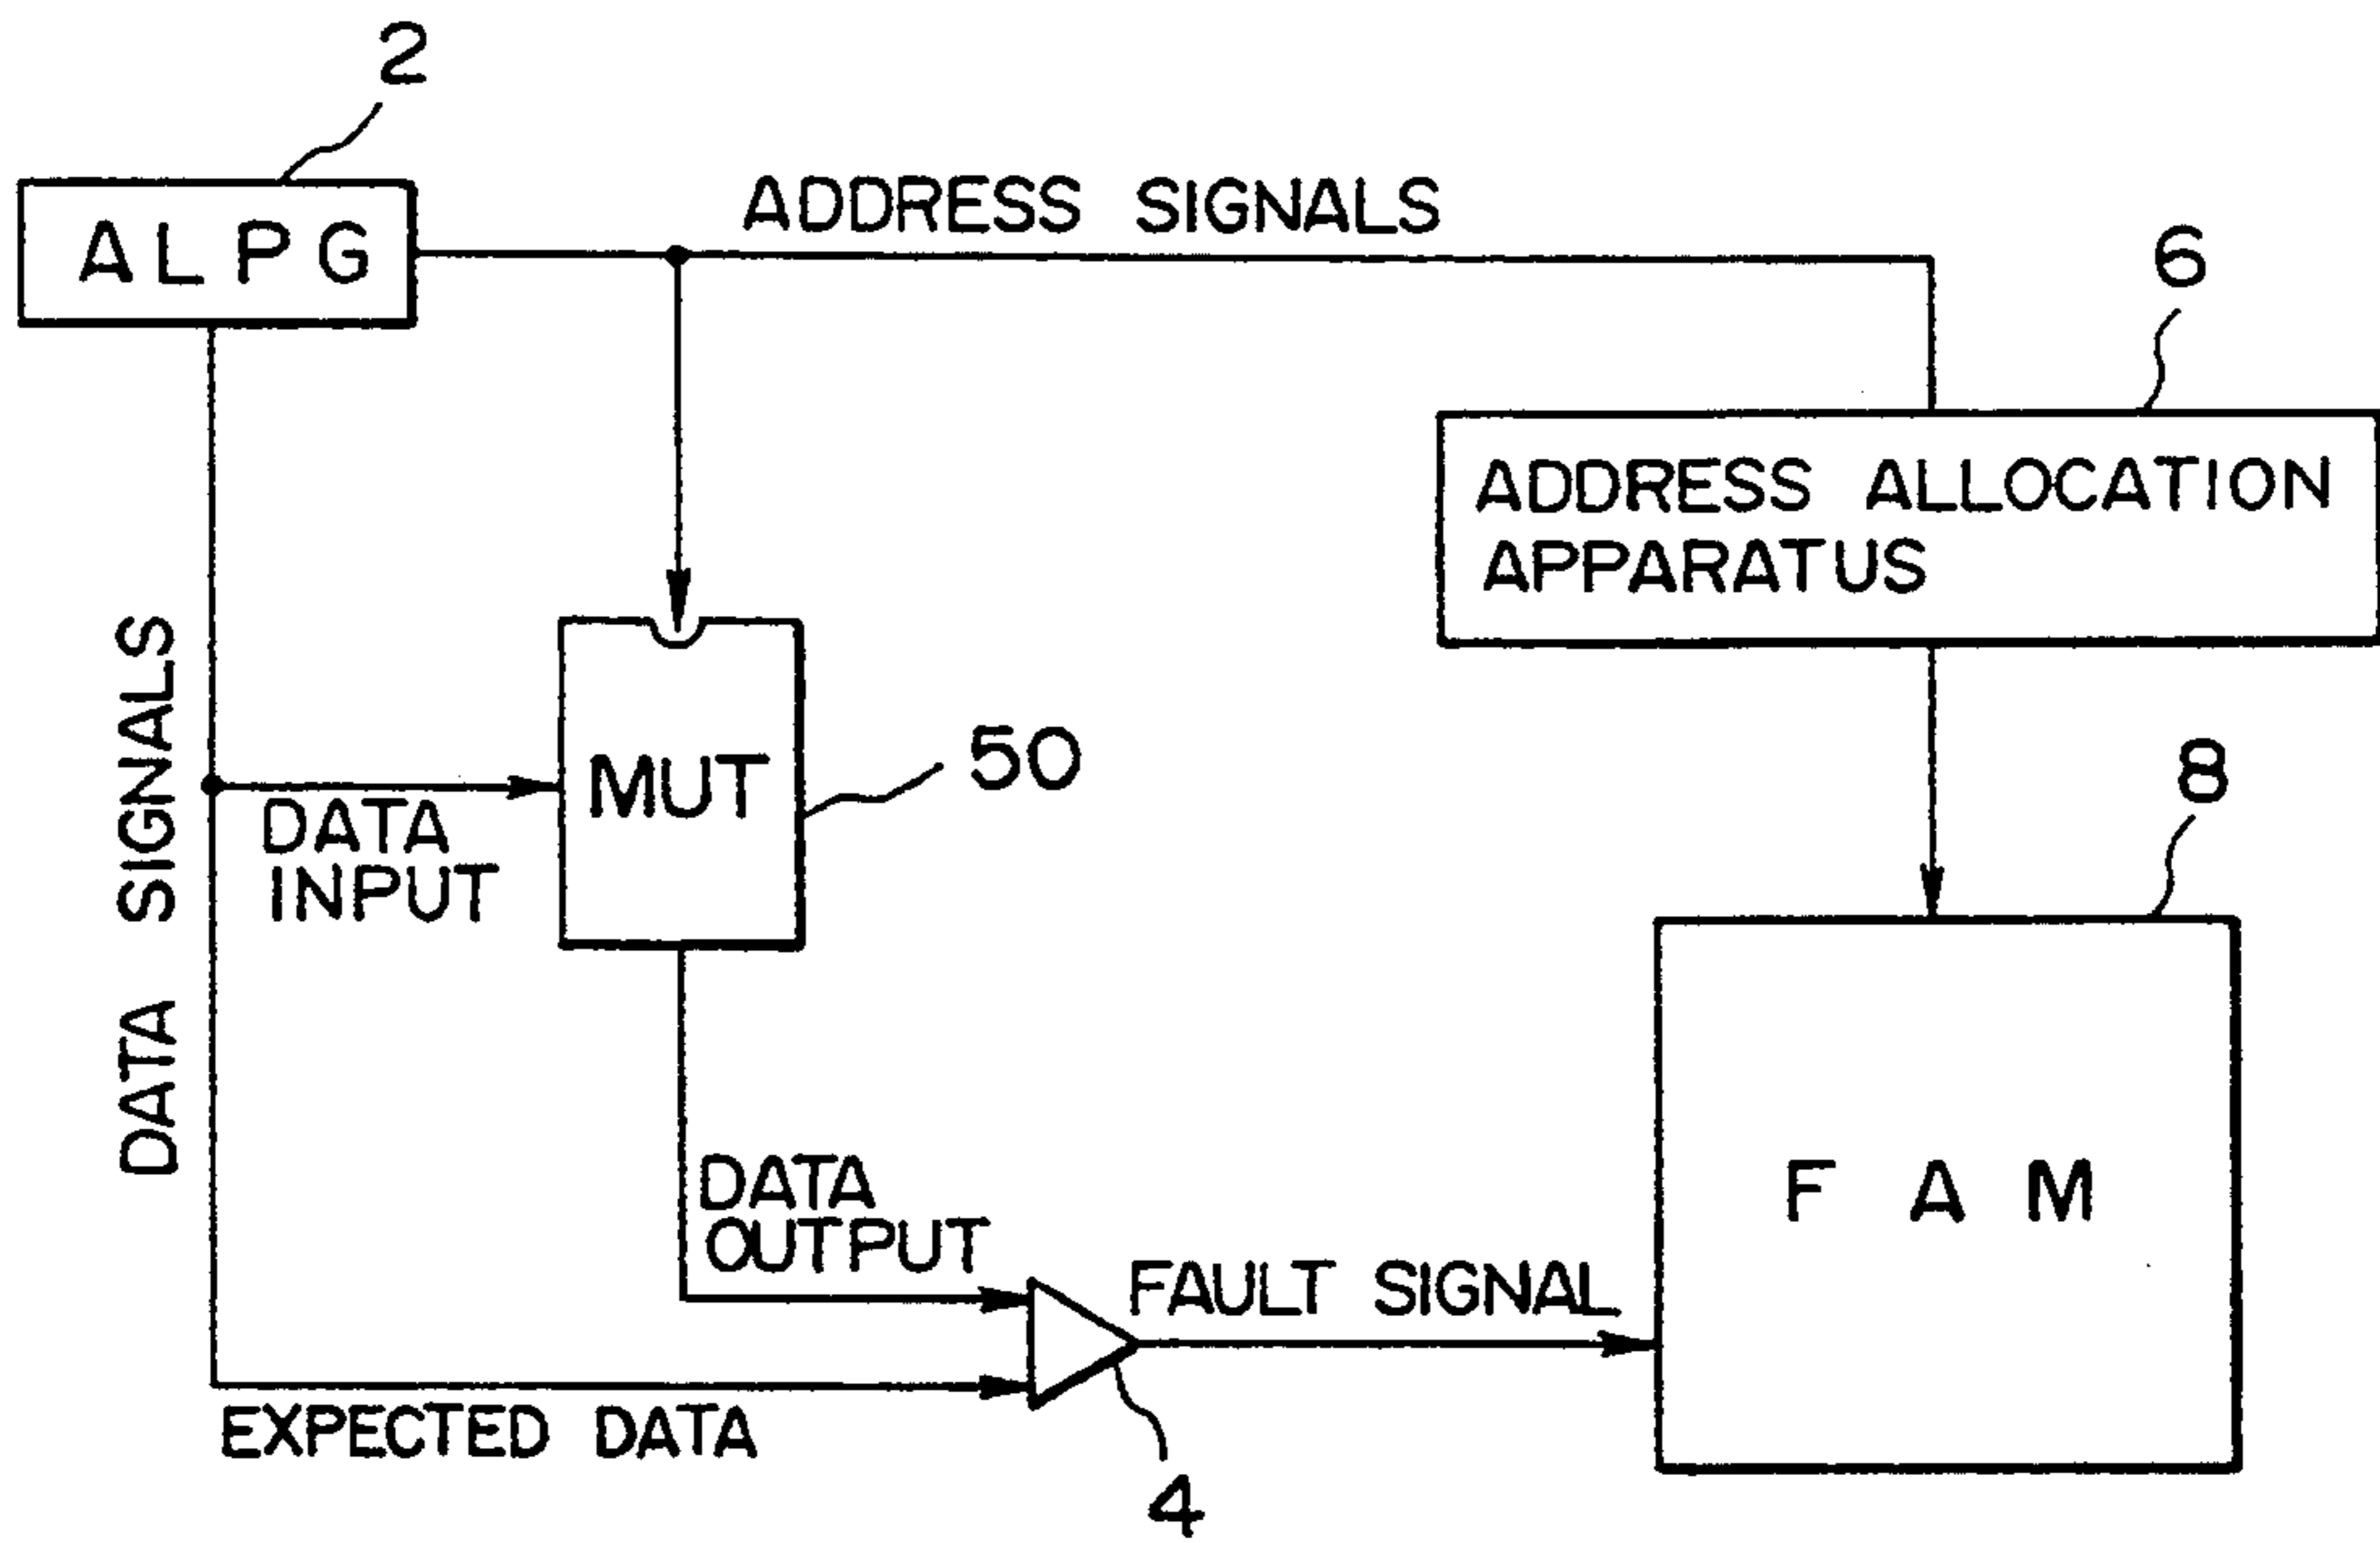 2
ALPG
ADDRESS SIGNALS
6
ADDRESS ALLOCATION
APPARATUS
DATA SIGNALS
MUT
50
DATA
INPUT
8
FAM
DATA
OUTPUT
FAULT SIGNAL
EXPECTED DATA
4